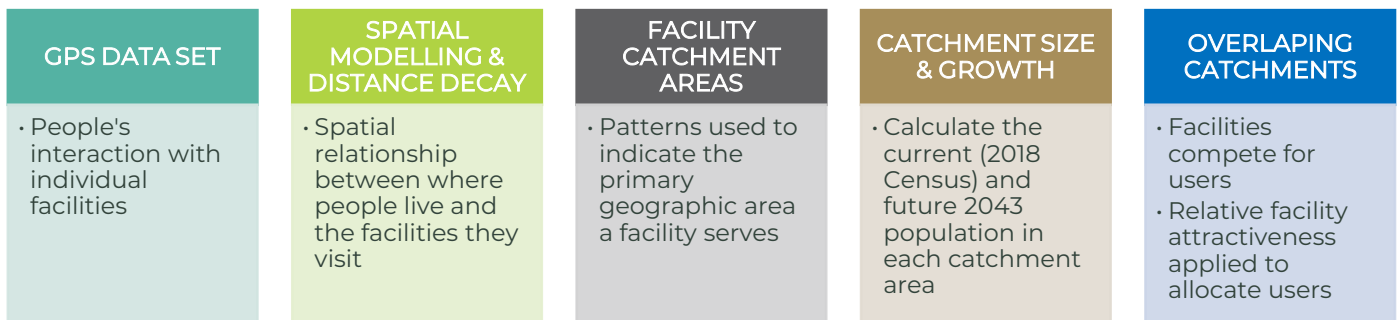 GPS DATA SET
· People's
interaction with
individual
facilities
SPATIAL
MODELLING &
DISTANCE DECAY
· Spatial
relationship
between where
people live and
the facilities they
visit
FACILITY
CATCHMENT
AREAS
· Patterns used to
indicate the
primary
geographic area
a facility serves
CATCHMENT SIZE
& GROWTH
· Calculate the
current (2018
Census) and
future 2043
population in
each catchment
area
OVERLAPING
CATCHMENTS
· Facilities
compete for
users
· Relative facility
attractiveness
applied to
allocate users